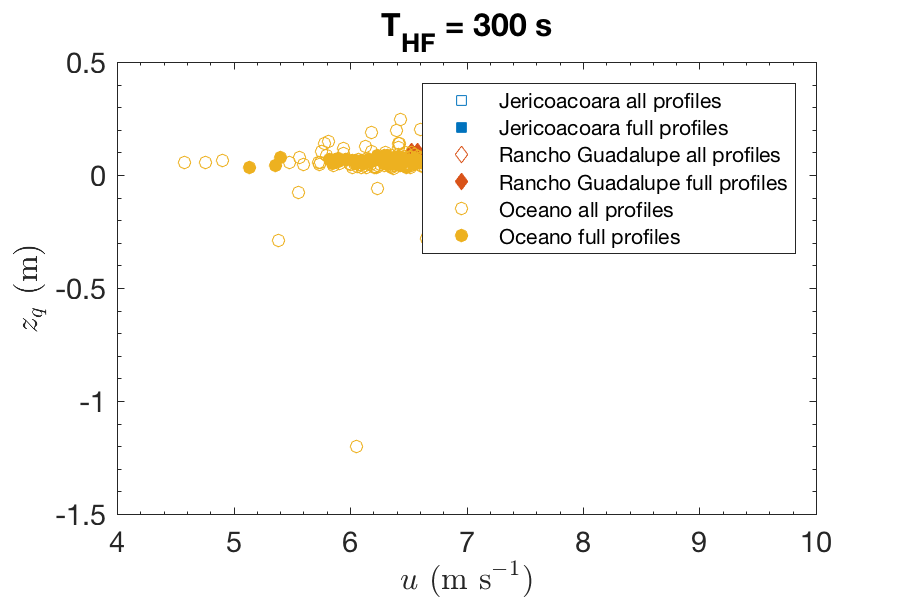 T_HF = 300 s
0.5
0
-0.5
-1
-1.5
z_q (m)
Jericoacoara all profiles
Jericoacoara full profiles
Rancho Guadalupe all profiles
Rancho Guadalupe full profiles
Oceano all profiles
Oceano full profiles
4 5 6 7 8 9 10
u (m s⁻¹)